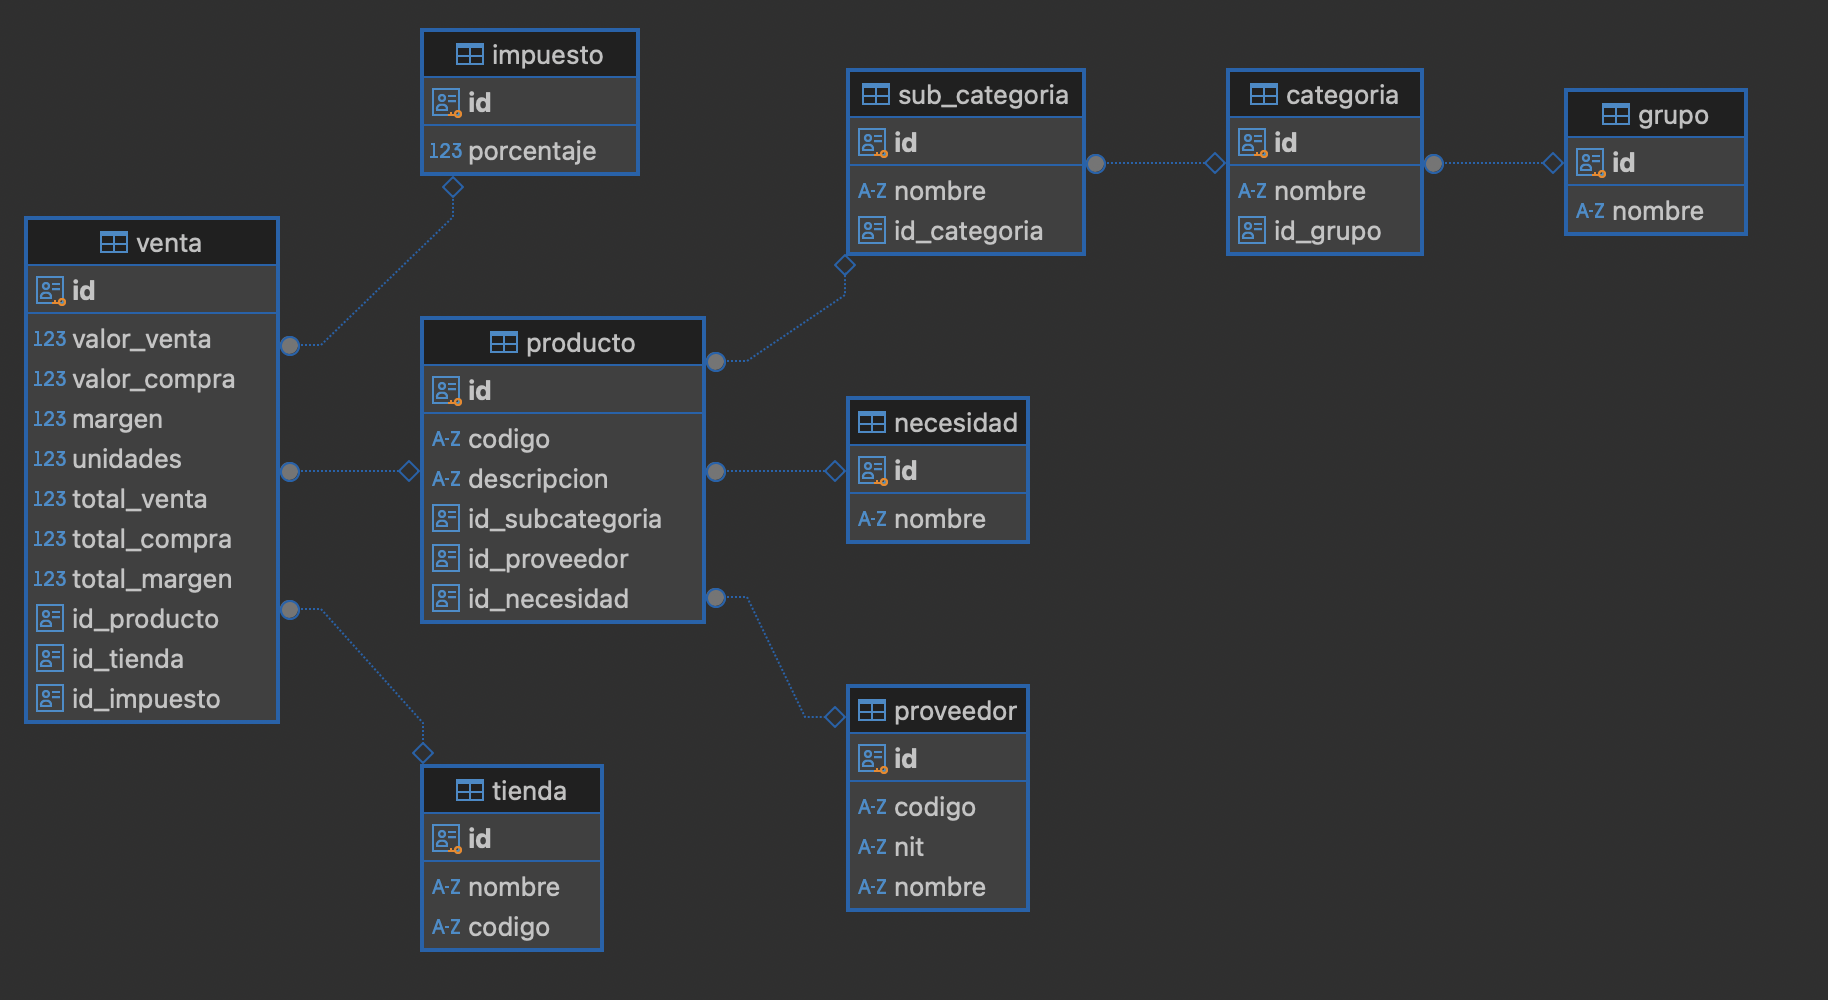 impuesto
id
123 porcentaje
sub_categoria
id
A-Z nombre
id_categoria
categoria
id
A-Z nombre
id_grupo
grupo
id
A-Z nombre
venta
id
123 valor_venta
123 valor_compra
123 margen
123 unidades
123 total_venta
123 total_compra
123 total_margen
id_producto
id_tienda
id_impuesto
producto
id
A-Z codigo
A-Z descripcion
id_subcategoria
id_proveedor
id_necesidad
necesidad
id
A-Z nombre
proveedor
id
A-Z codigo
A-Z nit
A-Z nombre
tienda
id
A-Z nombre
A-Z codigo